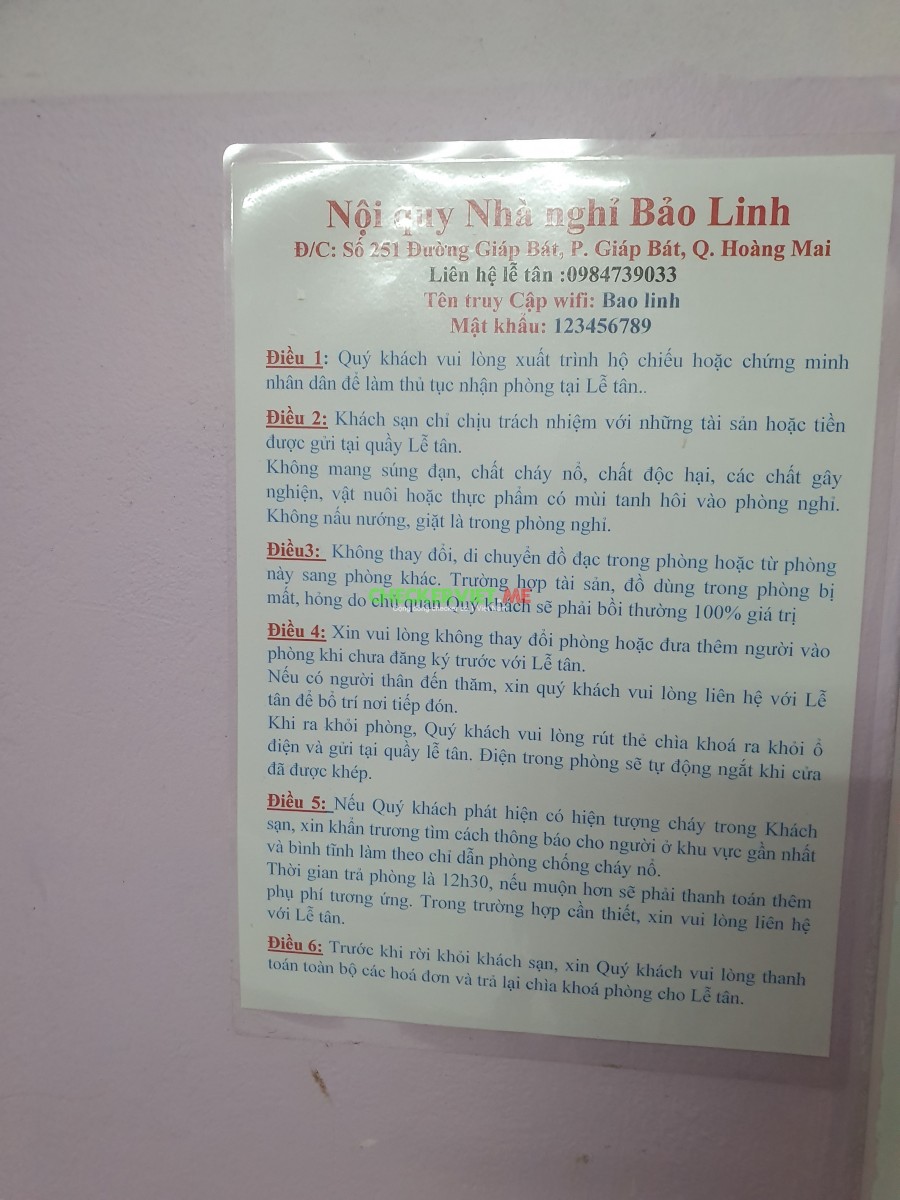 Nội quy Nhà nghỉ Bảo Linh
Đ/C: Số 251 Đường Giáp Bát, P. Giáp Bát, Q. Hoàng Mai
Liên hệ lễ tân :0984739033
Tên truy Cập wifi: Bao linh
Mật khẩu: 123456789
Điều 1: Quý khách vui lòng xuất trình hộ chiếu hoặc chứng minh
nhân dân để làm thủ tục nhận phòng tại Lễ tân..
Điều 2: Khách sạn chỉ chịu trách nhiệm với những tài sản hoặc tiền
được gửi tại quầy Lễ tân.
Không mang súng đạn, chất cháy nổ, chất độc hại, các chất gây
nghiện, vật nuôi hoặc thực phẩm có mùi tanh hôi vào phòng nghỉ.
Không nấu nướng, giặt là trong phòng nghỉ.
Điều3: Không thay đổi, di chuyển đồ đạc trong phòng hoặc từ phòng
này sang phòng khác. Trường hợp tài sản, đồ dùng trong phòng bị
mất, hỏng do chủ quan Quý khách sẽ phải bồi thường 100% giá trị
CHECKERVIET.ME
Điều 4: Xin vui lòng không thay đổi phòng hoặc đưa thêm người vào
phòng khi chưa đăng ký trước với Lễ tân.
Nếu có người thân đến thăm, xin quý khách vui lòng liên hệ với Lễ
tân để bố trí nơi tiếp đón.
Khi ra khỏi phòng, Quý khách vui lòng rút thẻ chìa khoá ra khỏi ổ
điện và gửi tại quầy lễ tân. Điện trong phòng sẽ tự động ngắt khi cửa
đã được khép.
Điều 5: Nếu Quý khách phát hiện có hiện tượng cháy trong Khách
sạn, xin khẩn trương tìm cách thông báo cho người ở khu vực gần nhất
và bình tĩnh làm theo chỉ dẫn phòng chống cháy nổ.
Thời gian trả phòng là 12h30, nếu muộn hơn sẽ phải thanh toán thêm
phụ phí tương ứng. Trong trường hợp cần thiết, xin vui lòng liên hệ
với Lễ tân.
Điều 6: Trước khi rời khỏi khách sạn, xin Quý khách vui lòng thanh
toán toàn bộ các hoá đơn và trả lại chìa khoá phòng cho Lễ tân.